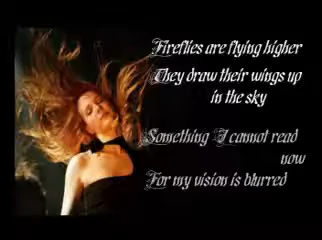 Fireflies are flying higher
They draw their wings up
in the sky
Something I cannot read
now
For my vision is blurred